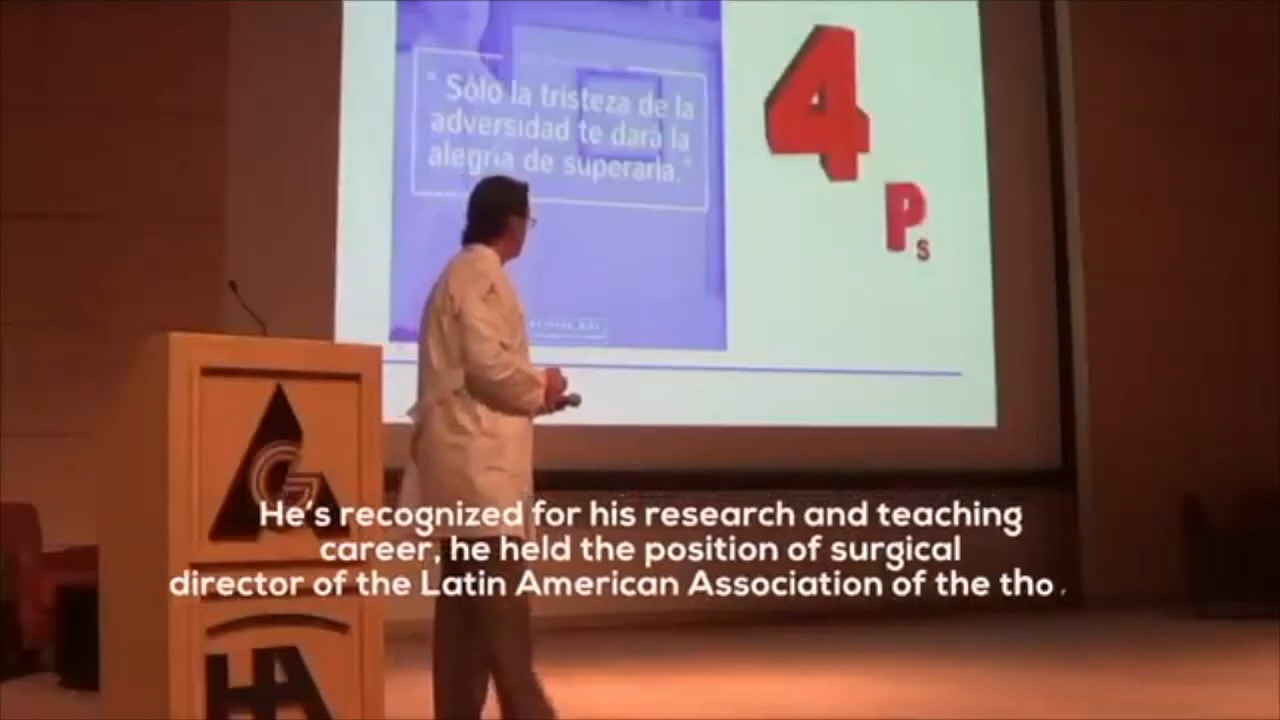 " Sólo la tristeza de la
adversidad te dará la
alegría de superarla."
4
Ps
G
HA
He's recognized for his research and teaching
career, he held the position of surgical
director of the Latin American Association of the tho